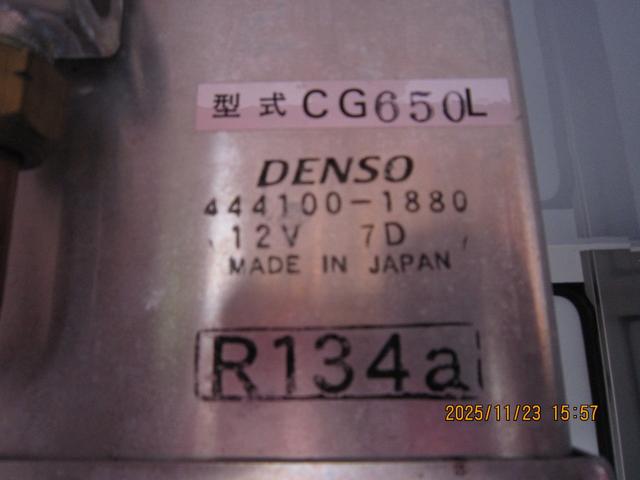 型式 CG650L
DENSO
444100-1880
12V 7D
MADE IN JAPAN
R134a
2025/11/23 15:57